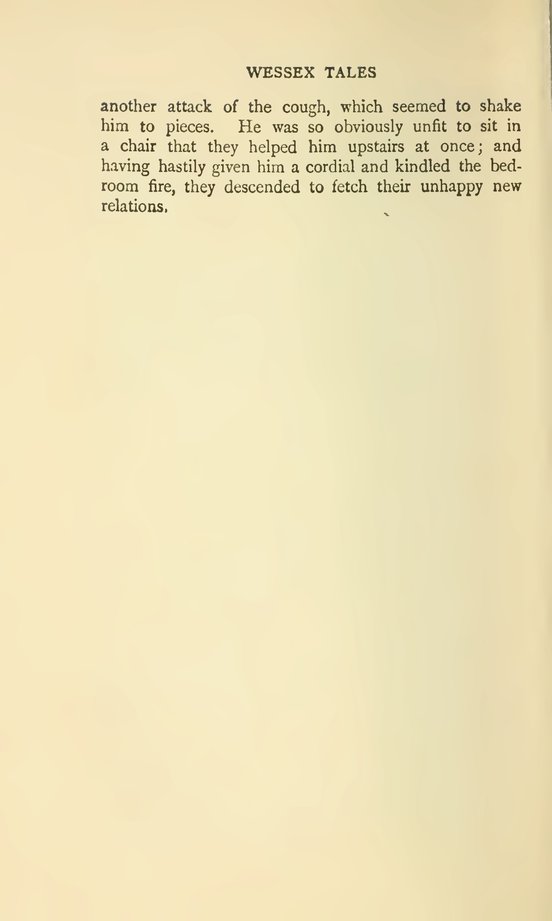 WESSEX TALES
another attack of the cough, which seemed to shake
him to pieces. He was so obviously unfit to sit in
a chair that they helped him upstairs at once; and
having hastily given him a cordial and kindled the bed-
room fire, they descended to fetch their unhappy new
relations.